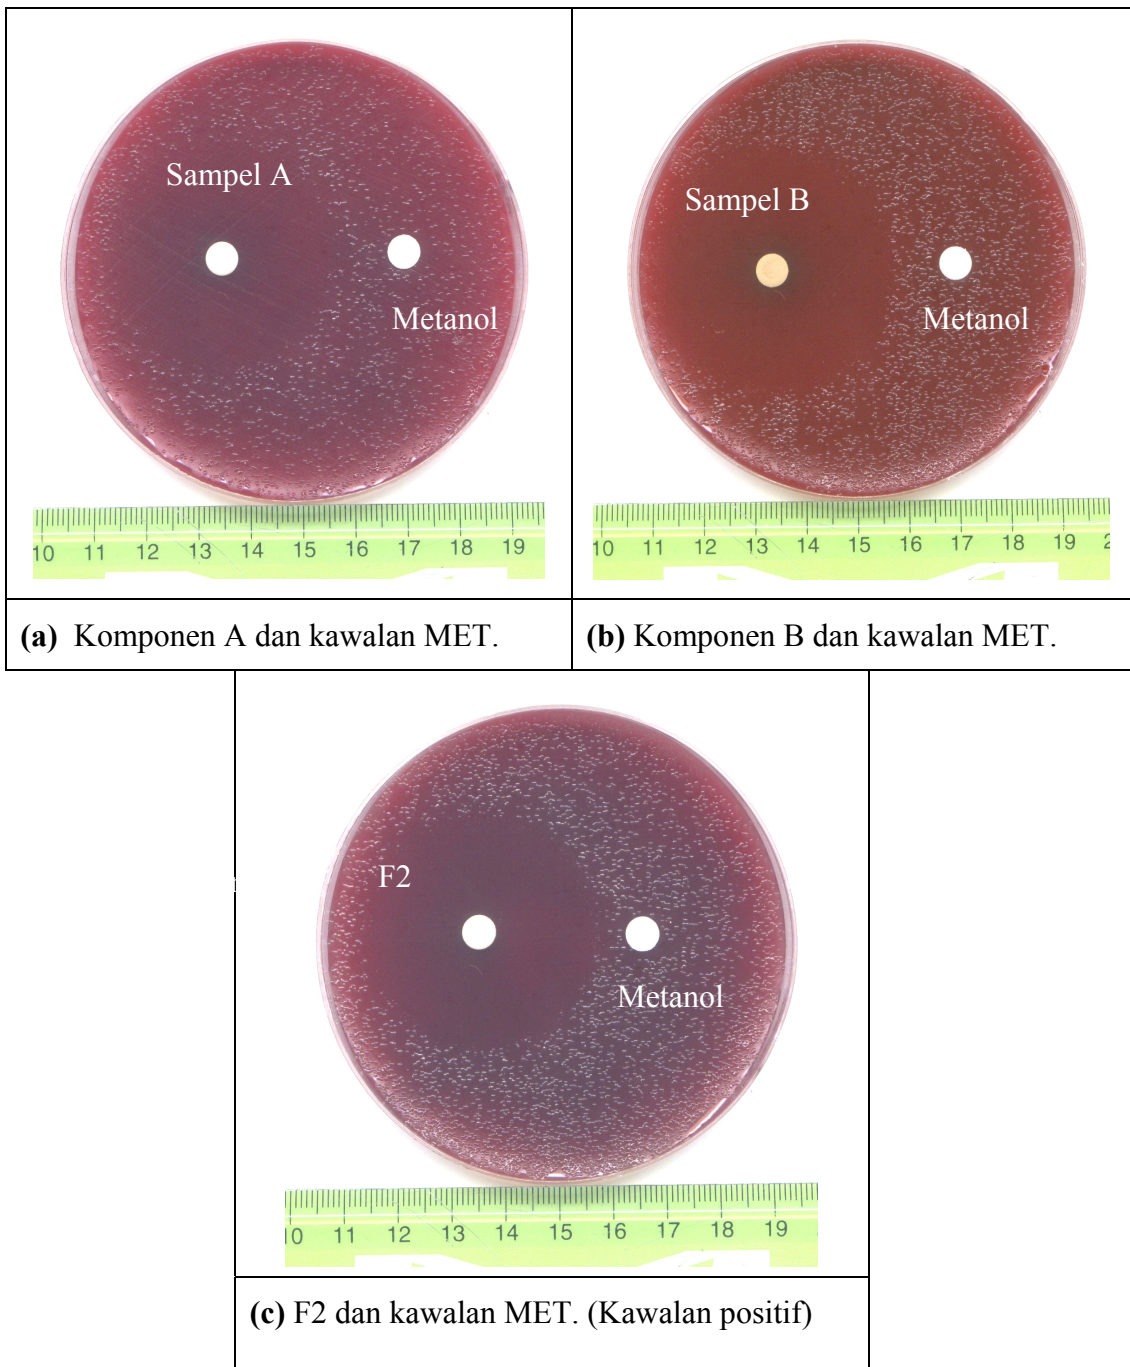 Sampel A
Metanol
10 11 12 13 14 15 16 17 18 19
Sampel B
Metanol
10 11 12 13 14 15 16 17 18 19 2
(a) Komponen A dan kawalan MET.
(b) Komponen B dan kawalan MET.
F2
Metanol
10 11 12 13 14 15 16 17 18 19
(c) F2 dan kawalan MET. (Kawalan positif)